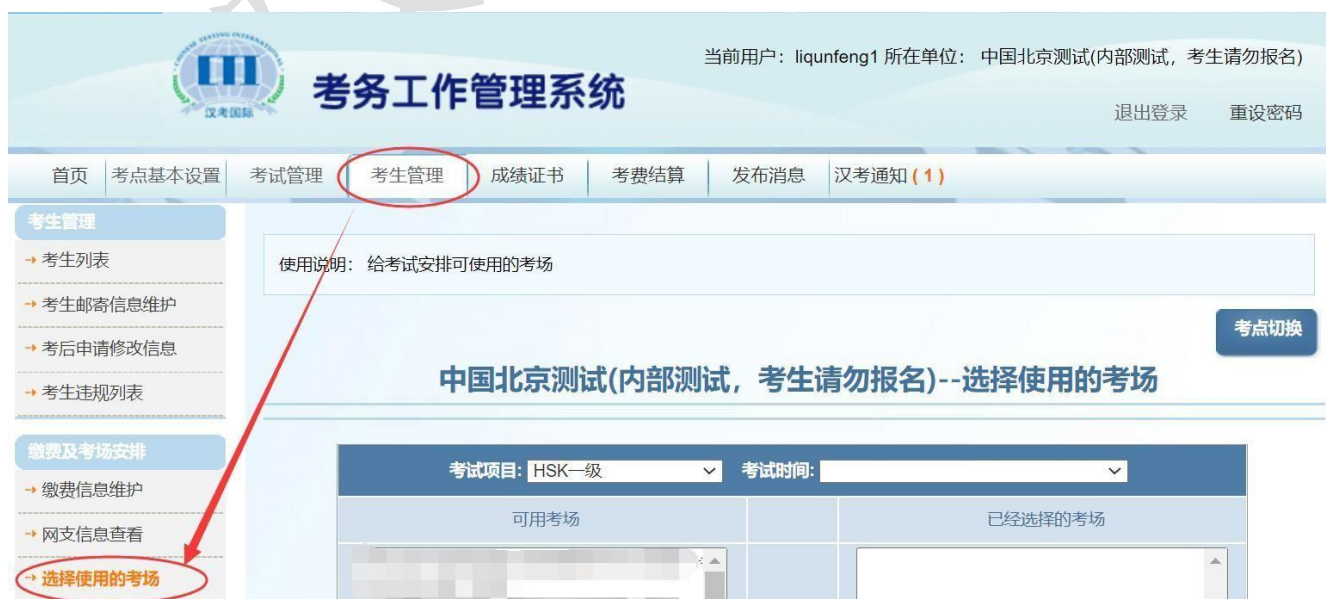 当前用户：liqunfeng1 所在单位： 中国北京测试(内部测试，考生请勿报名)
汉考国际
考务工作管理系统
退出登录 重设密码
首页 考点基本设置 考试管理 考生管理 成绩证书 考费结算 发布消息 汉考通知 ( 1 )
考生管理
考生列表
考生邮寄信息维护
考后申请修改信息
考生违规列表
缴费及考场安排
缴费信息维护
网支信息查看
选择使用的考场
使用说明： 给考试安排可使用的考场
考点切换
中国北京测试(内部测试，考生请勿报名)--选择使用的考场
考试项目: HSK一级 考试时间:
可用考场 已经选择的考场